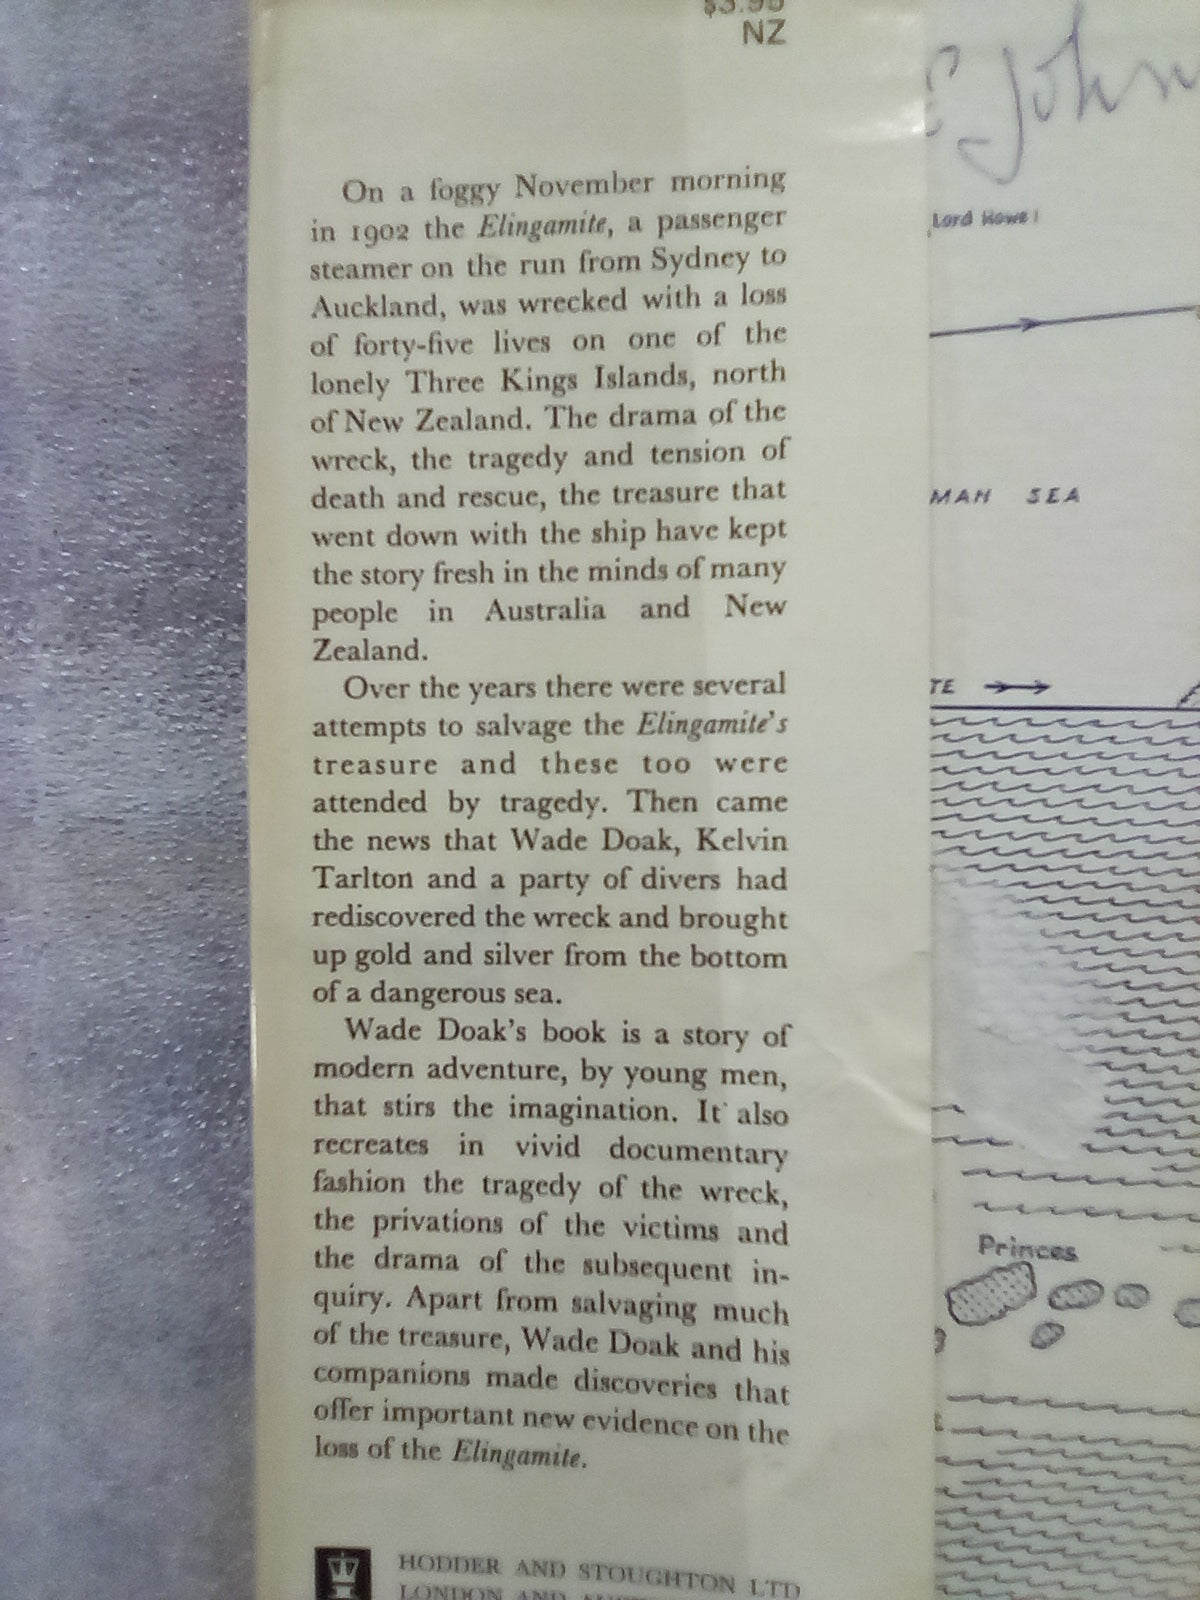 $3.95
NZ
On a foggy November morning
in 1902 the Elingamite, a passenger
steamer on the run from Sydney to
Auckland, was wrecked with a loss
of forty-five lives on one of the
lonely Three Kings Islands, north
of New Zealand. The drama of the
wreck, the tragedy and tension of
death and rescue, the treasure that
went down with the ship have kept
the story fresh in the minds of many
people in Australia and New
Zealand.
Over the years there were several
attempts to salvage the Elingamite's
treasure and these too were
attended by tragedy. Then came
the news that Wade Doak, Kelvin
Tarlton and a party of divers had
rediscovered the wreck and brought
up gold and silver from the bottom
of a dangerous sea.
Wade Doak's book is a story of
modern adventure, by young men,
that stirs the imagination. It also
recreates in vivid documentary
fashion the tragedy of the wreck,
the privations of the victims and
the drama of the subsequent in-
quiry. Apart from salvaging much
of the treasure, Wade Doak and his
companions made discoveries that
offer important new evidence on the
loss of the Elingamite.
HODDER AND STOUGHTON LTD
LONDON AND
John
Lord Howe I
MAN SEA
TE
Princes